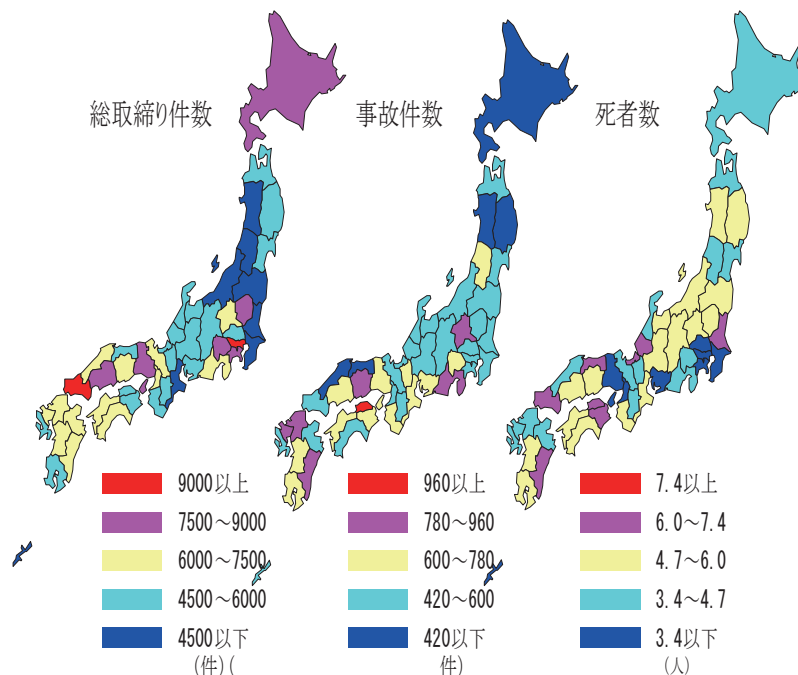 総取締り件数
事故件数
死者数
9000以上
7500～9000
6000～7500
4500～6000
4500以下
(件)(
960以上
780～960
600～780
420～600
420以下
件)
7.4以上
6.0～7.4
4.7～6.0
3.4～4.7
3.4以下
(人)